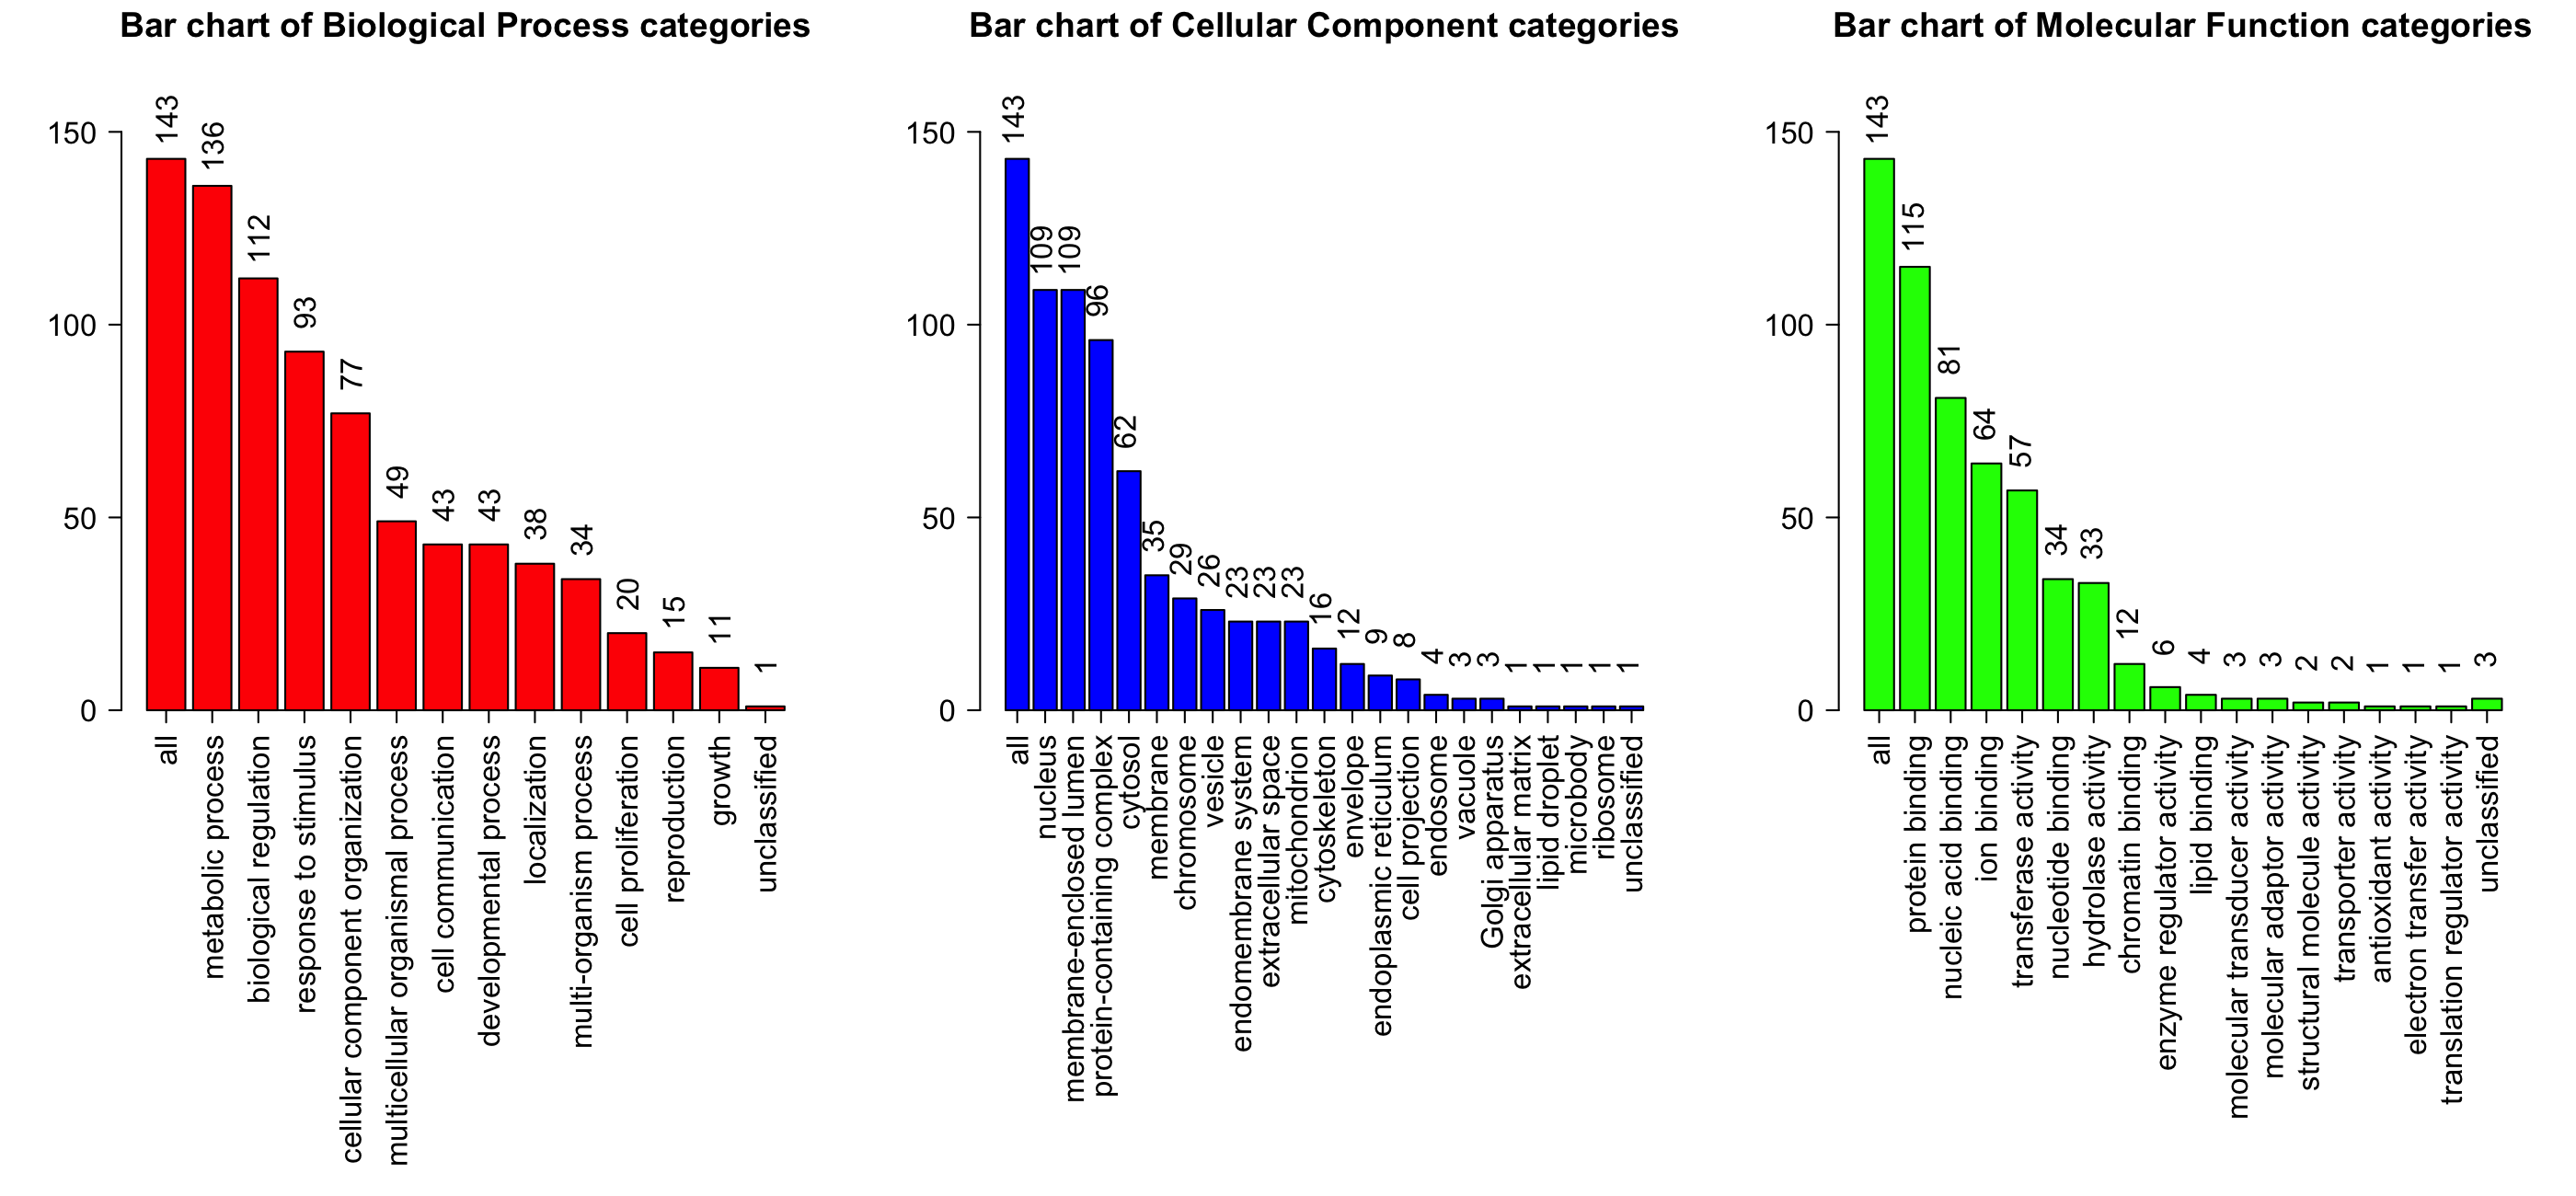 Bar chart of Biological Process categories
150
100
50
0
143
136
112
93
77
49
43
43
38
34
20
15
11
1
all
metabolic process
biological regulation
response to stimulus
cellular component organization
multicellular organismal process
cell communication
developmental process
localization
multi-organism process
cell proliferation
reproduction
growth
unclassified
Bar chart of Cellular Component categories
150
100
50
0
143
109
109
96
62
35
29
26
23
23
23
16
12
9
8
4
3
3
1
1
1
1
1
all
nucleus
membrane-enclosed lumen
protein-containing complex
cytosol
membrane
chromosome
vesicle
endomembrane system
extracellular space
mitochondrion
cytoskeleton
envelope
endoplasmic reticulum
cell projection
endosome
vacuole
Golgi apparatus
extracellular matrix
lipid droplet
microbody
ribosome
unclassified
Bar chart of Molecular Function categories
150
100
50
0
143
115
81
64
57
34
33
12
6
4
3
3
2
2
1
1
1
3
all
protein binding
nucleic acid binding
ion binding
transferase activity
nucleotide binding
hydrolase activity
chromatin binding
enzyme regulator activity
lipid binding
molecular transducer activity
molecular adaptor activity
structural molecule activity
transporter activity
antioxidant activity
electron transfer activity
translation regulator activity
unclassified